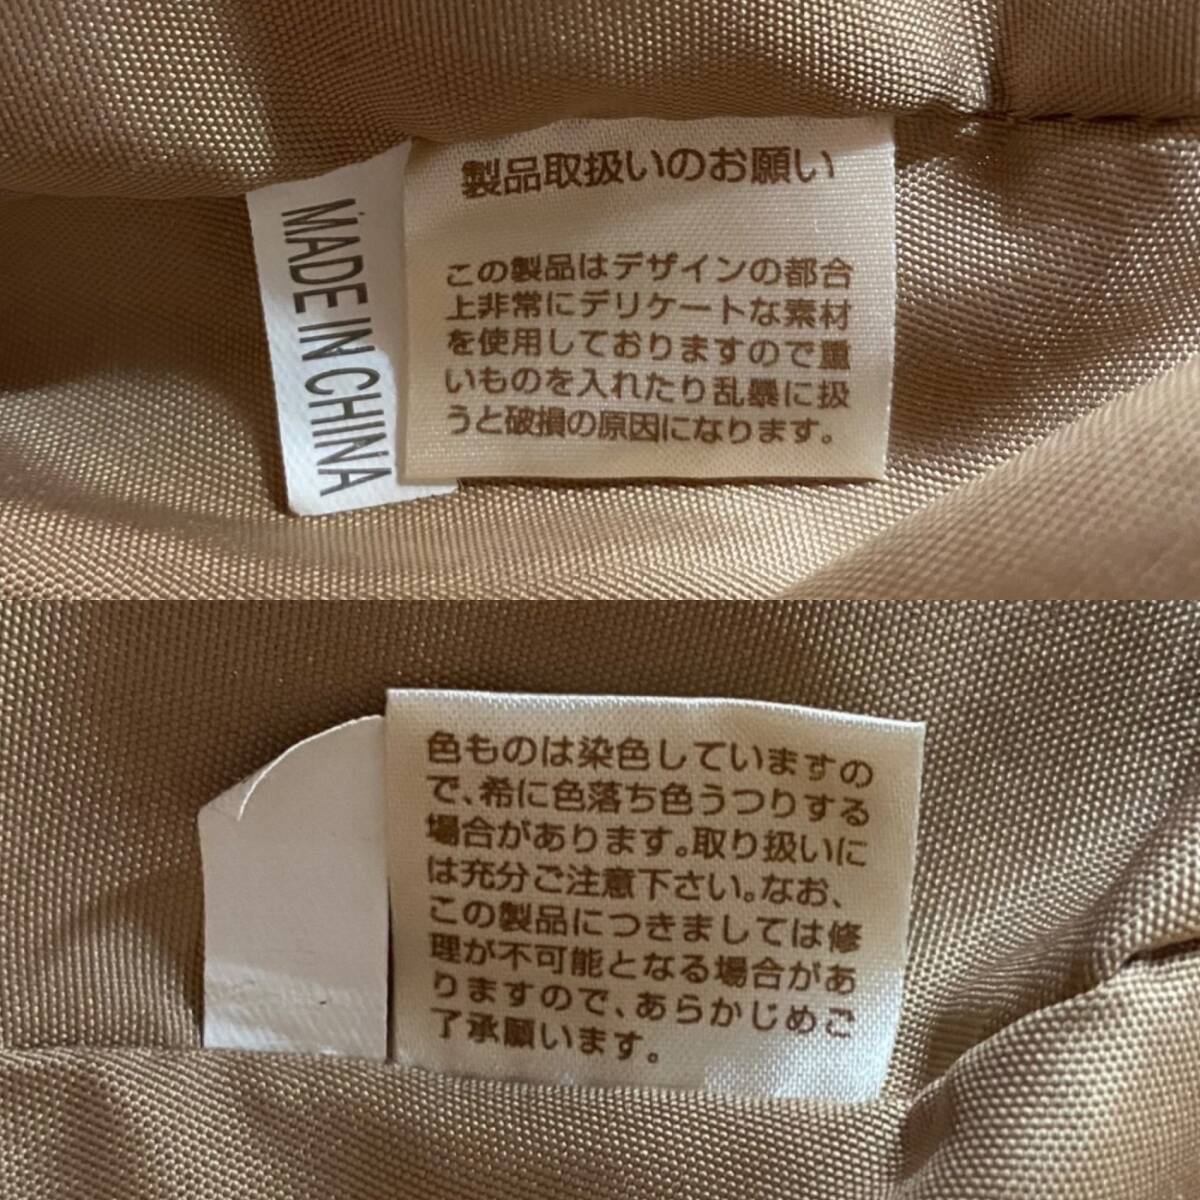 製品取扱いのお願い
この製品はデザインの都合
上非常にデリケートな素材
を使用しておりますので重
いものを入れたり乱暴に扱
うと破損の原因になります。
MADE IN CHINA
色ものは染色していますの
で、希に色落ち色うつりする
場合があります。取り扱いに
は充分ご注意下さい。なお、
この製品につきましては修
理が不可能となる場合があ
りますので、あらかじめご
了承願います。